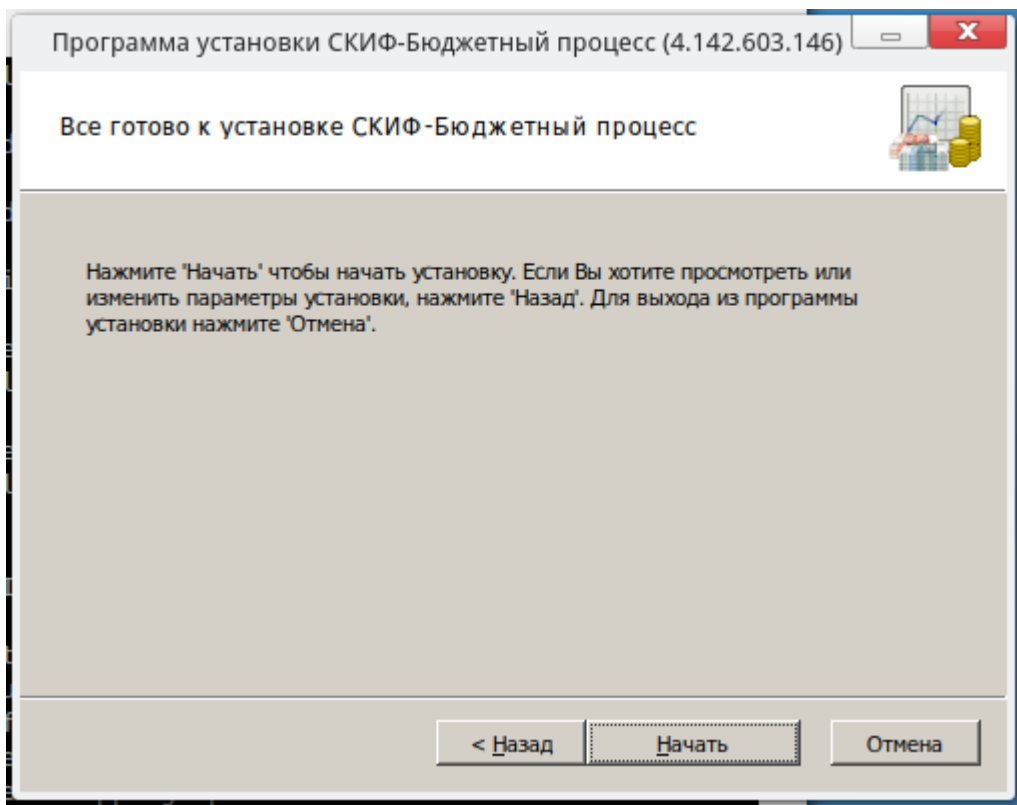 Программа установки СКИФ-Бюджетный процесс (4.142.603.146)
Все готово к установке СКИФ-Бюджетный процесс
Нажмите 'Начать' чтобы начать установку. Если Вы хотите просмотреть или
изменить параметры установки, нажмите 'Назад'. Для выхода из программы
установки нажмите 'Отмена'.
< Назад
Начать
Отмена